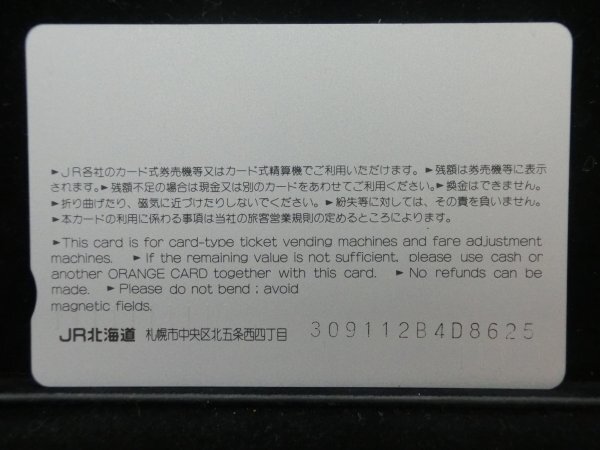 ►JR各社のカード式券売機等又はカード式精算機でご利用いただけます。►残額は券売機等に表示
されます。►残額不足の場合は現金又は別のカードをあわせてご利用ください。►換金はできません。
►折り曲げたり、磁気に近づけたりしないでください。►紛失等に対しては、その責を負いません。
►本カードの利用に係わる事項は当社の旅客営業規則の定めるところによります。
►This card is for card-type ticket vending machines and fare adjustment
machines. ►If the remaining value is not sufficient, please use cash or
another ORANGE CARD together with this card. ►No refunds can be
made. ►Please do not bend; avoid
magnetic fields.
JR北海道 札幌市中央区北五条西四丁目 309112B4D8625